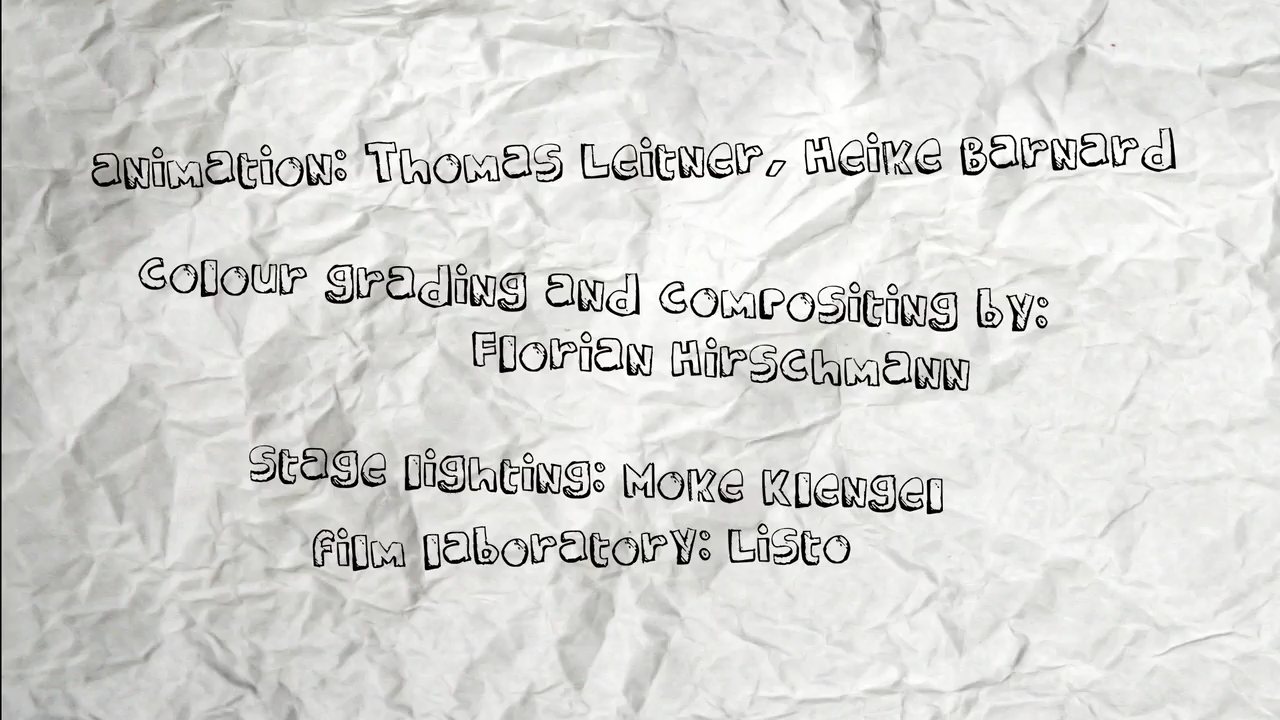 animation: Thomas Leitner, Heike Barnard
Colour grading and compositing by:
Florian Hirschmann
Stage lighting: Moke Klengel
film laboratory: Listo